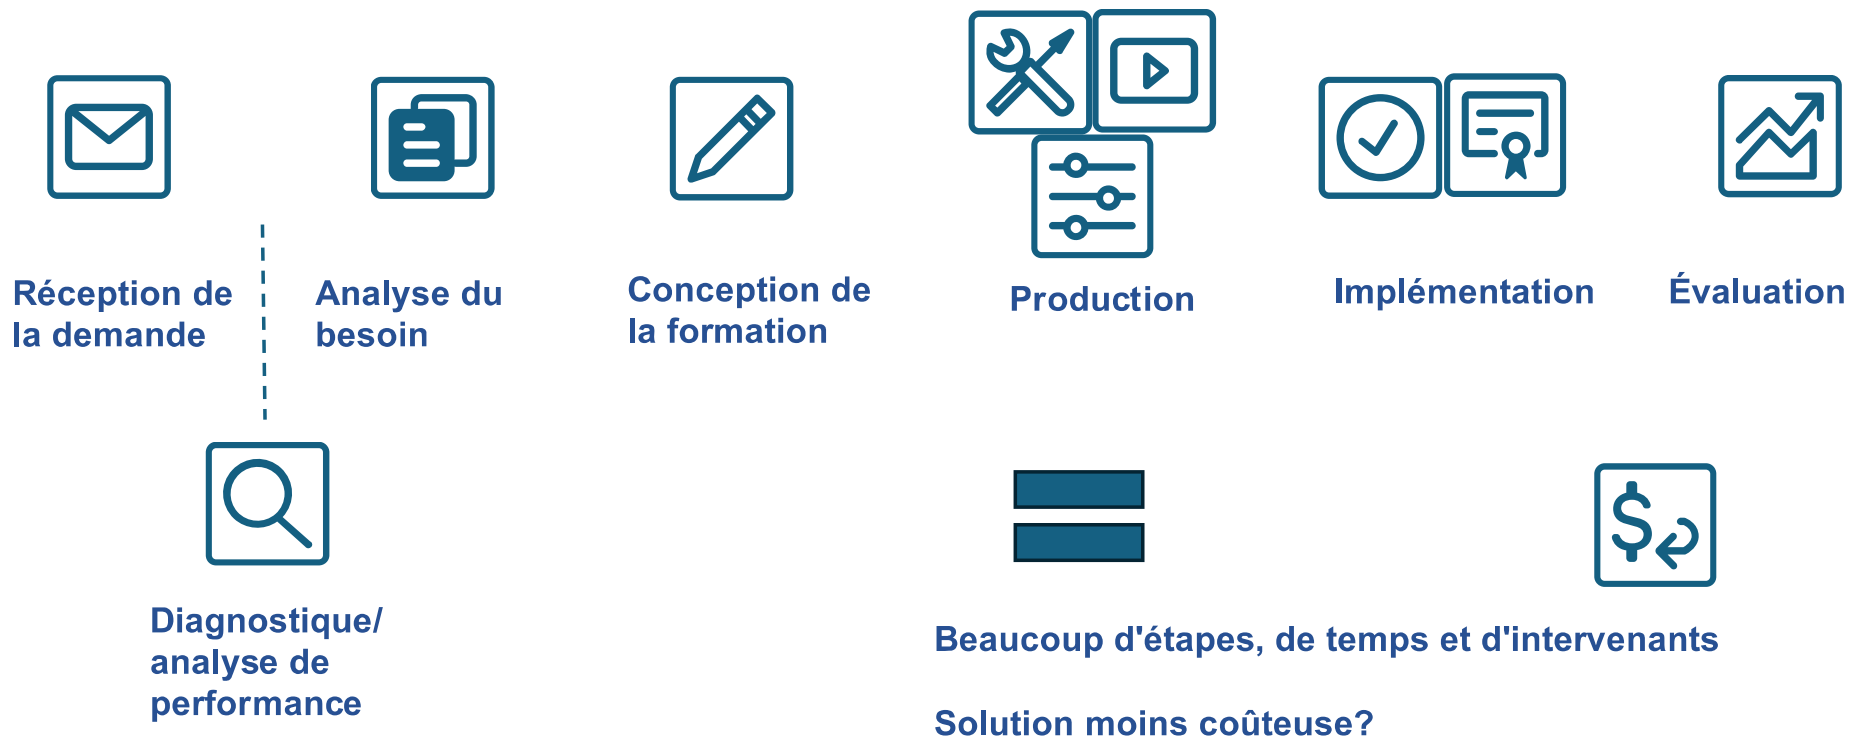 Réception de
la demande
Analyse du
besoin
Conception de
la formation
Production
Implémentation
Évaluation
Diagnostique/
analyse de
performance
Beaucoup d'étapes, de temps et d'intervenants
Solution moins coûteuse?